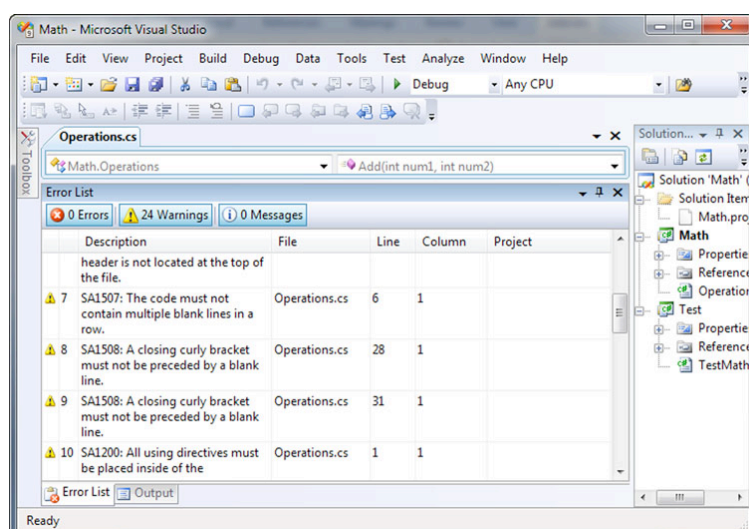 Math - Microsoft Visual Studio
File Edit View Project Build Debug Data Tools Test Analyze Window Help
Debug Any CPU
Toolbox
Operations.cs
Math.Operations Add(int num1, int num2)
Error List
0 Errors 24 Warnings 0 Messages
Description File Line Column Project
header is not located at the top of
the file.
7 SA1507: The code must not Operations.cs 6 1
contain multiple blank lines in a
row.
8 SA1508: A closing curly bracket Operations.cs 28 1
must not be preceded by a blank
line.
9 SA1508: A closing curly bracket Operations.cs 31 1
must not be preceded by a blank
line.
10 SA1200: All using directives must Operations.cs 1 1
be placed inside of the
Error List Output
Ready
Solution...
Solution 'Math' (
Solution Item
Math.proj
Math
Propertie
Reference
Operation
Test
Propertie
Reference
TestMath